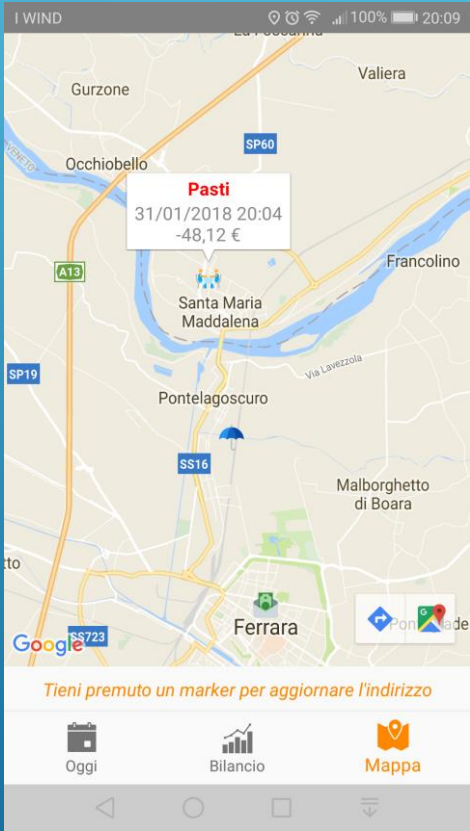 I WIND
100%
20:09
Valiera
Gurzone
SP60
Occhiobello
Pasti
31/01/2018 20:04
-48,12 €
A13
Francolino
Santa Maria
Maddalena
SP19
Via Lavezzola
Pontelagoscuro
SS16
Malborghetto
di Boara
Ferrara
Google
SS723
Tieni premuto un marker per aggiornare l'indirizzo
Oggi
Bilancio
Mappa